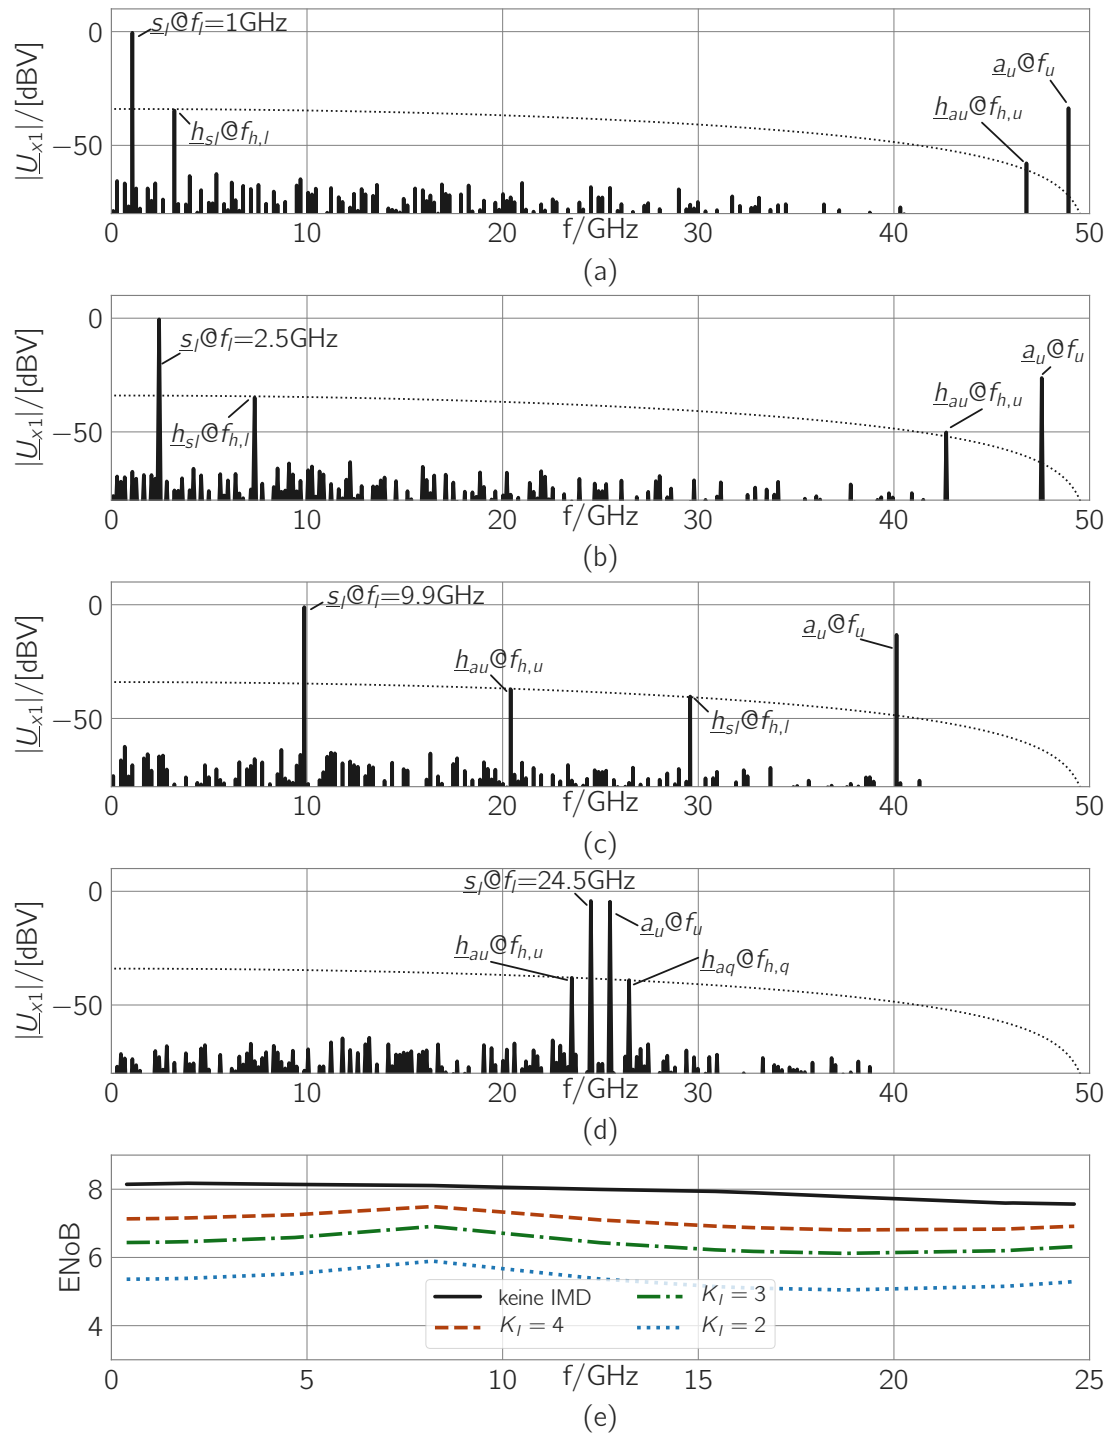 s_l@f_l=1GHz
a_u@f_u
h_au@f_h,u
h_sl@f_h,l
|U_x1|/[dBV]
0
−50
0 10 20 30 40 50
f/GHz
(a)
s_l@f_l=2.5GHz
a_u@f_u
h_au@f_h,u
h_sl@f_h,l
|U_x1|/[dBV]
0
−50
0 10 20 30 40 50
f/GHz
(b)
s_l@f_l=9.9GHz
a_u@f_u
h_au@f_h,u
h_sl@f_h,l
|U_x1|/[dBV]
0
−50
0 10 20 30 40 50
f/GHz
(c)
s_l@f_l=24.5GHz
a_u@f_u
h_au@f_h,u
h_aq@f_h,q
|U_x1|/[dBV]
0
−50
0 10 20 30 40 50
f/GHz
(d)
ENoB
8
6
4
keine IMD
K_l = 3
K_l = 4
K_l = 2
0 5 10 15 20 25
f/GHz
(e)